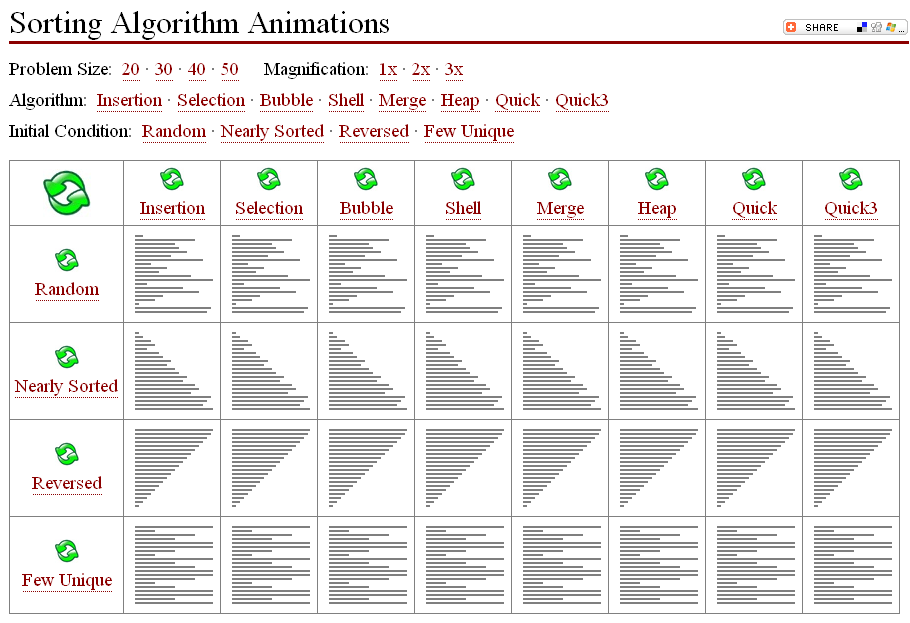 Sorting Algorithm Animations
SHARE ...
Problem Size: 20 · 30 · 40 · 50 Magnification: 1x · 2x · 3x
Algorithm: Insertion · Selection · Bubble · Shell · Merge · Heap · Quick · Quick3
Initial Condition: Random · Nearly Sorted · Reversed · Few Unique
Insertion Selection Bubble Shell Merge Heap Quick Quick3
Random
Nearly Sorted
Reversed
Few Unique